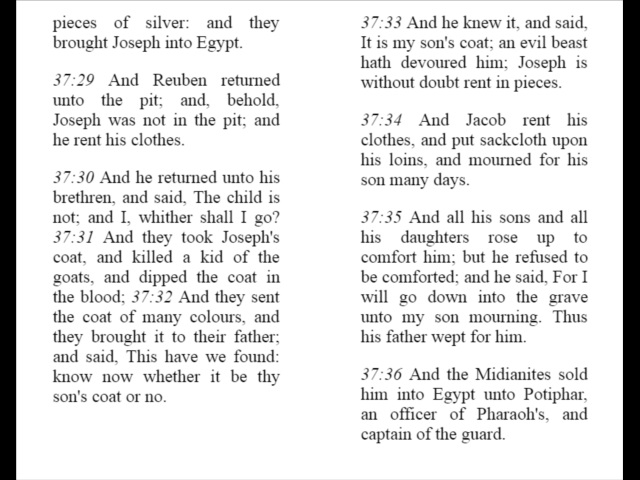 pieces of silver: and they
brought Joseph into Egypt.
37:29 And Reuben returned
unto the pit; and, behold,
Joseph was not in the pit; and
he rent his clothes.
37:30 And he returned unto his
brethren, and said, The child is
not; and I, whither shall I go?
37:31 And they took Joseph's
coat, and killed a kid of the
goats, and dipped the coat in
the blood; 37:32 And they sent
the coat of many colours, and
they brought it to their father;
and said, This have we found:
know now whether it be thy
son's coat or no.
37:33 And he knew it, and said,
It is my son's coat; an evil beast
hath devoured him; Joseph is
without doubt rent in pieces.
37:34 And Jacob rent his
clothes, and put sackcloth upon
his loins, and mourned for his
son many days.
37:35 And all his sons and all
his daughters rose up to
comfort him; but he refused to
be comforted; and he said, For I
will go down into the grave
unto my son mourning. Thus
his father wept for him.
37:36 And the Midianites sold
him into Egypt unto Potiphar,
an officer of Pharaoh's, and
captain of the guard.